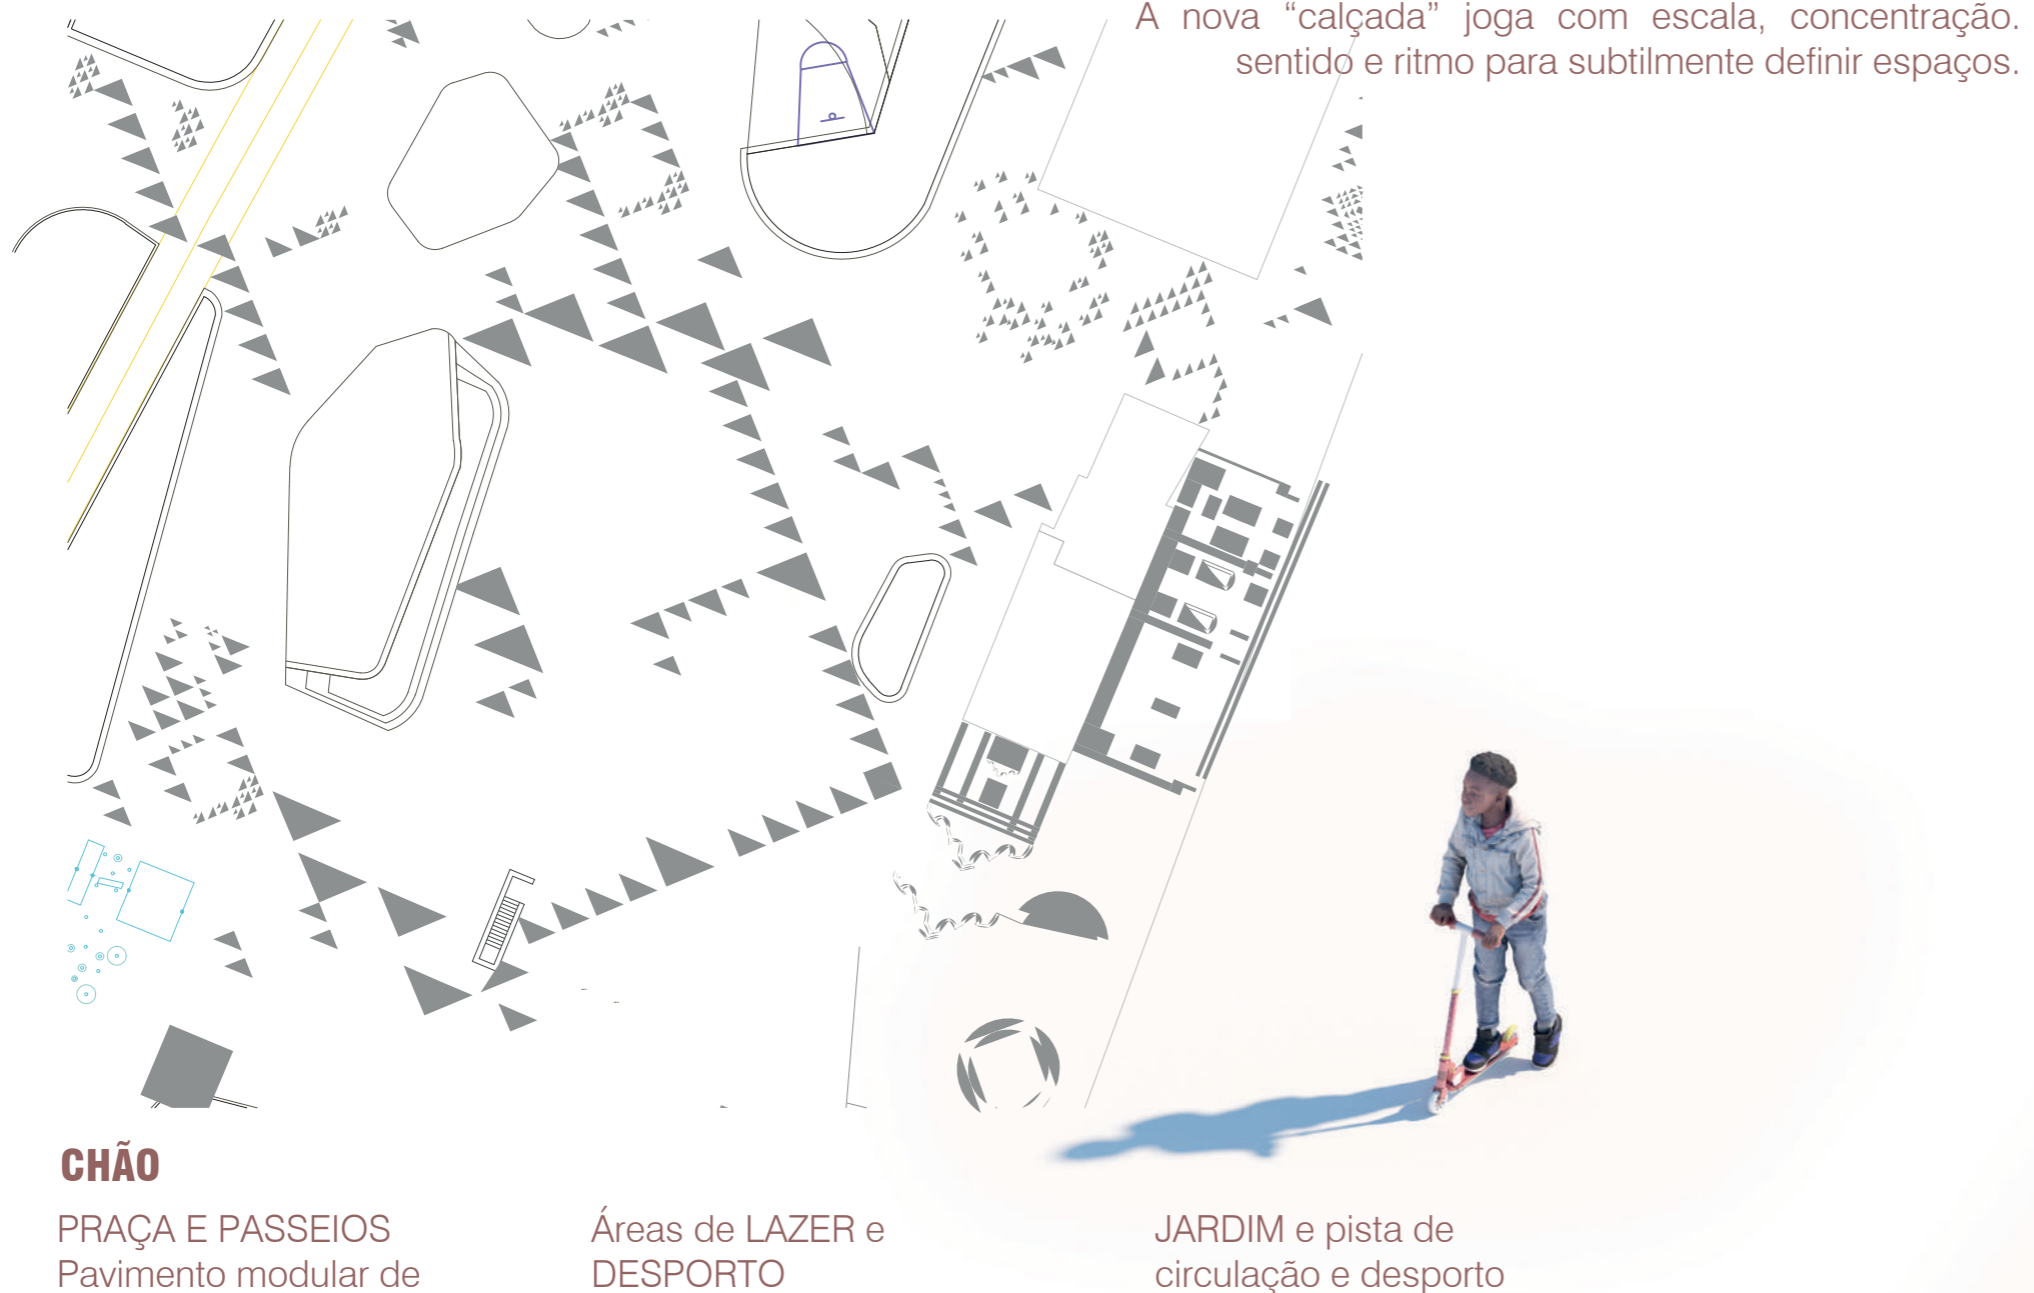 A nova “calçada” joga com escala, concentração.
sentido e ritmo para subtilmente definir espaços.
CHÃO
PRAÇA E PASSEIOS
Pavimento modular de
Áreas de LAZER e
DESPORTO
JARDIM e pista de
circulação e desporto